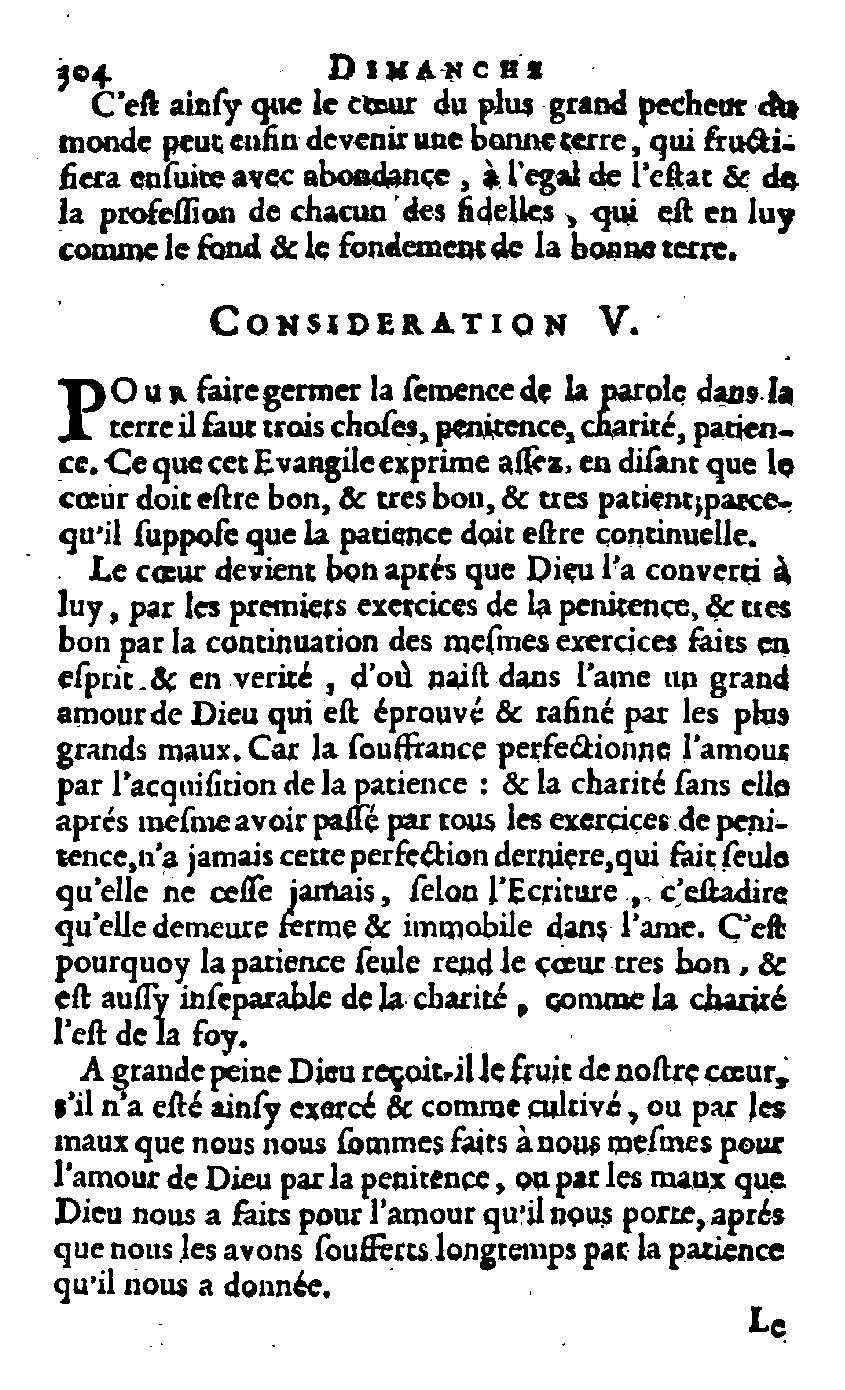 304 DIMANCHE
C'eſt ainſy que le cœur du plus grand pecheur du
monde peut enfin devenir une bonne terre, qui fructi-
fiera enſuite avec abondance, à l'egal de l'eſtat & de
la profeſſion de chacun des fidelles, qui eſt en luy
comme le fond & le fondement de la bonne terre.
CONSIDERATION V.
POUR faire germer la ſemence de la parole dans la
terre il faut trois choſes, penitence, charité, patien-
ce. Ce que cet Evangile exprime aſſez, en diſant que le
cœur doit eſtre bon, & tres bon, & tres patient; parce-
qu'il ſuppoſe que la patience doit eſtre continuelle.
Le cœur devient bon aprés que Dieu l'a converti à
luy, par les premiers exercices de la penitence, & tres
bon par la continuation des meſmes exercices faits en
eſprit & en verité, d'où naiſt dans l'ame un grand
amour de Dieu qui eſt éprouvé & rafiné par les plus
grands maux. Car la ſouffrance perfectionne l'amour
par l'acquiſition de la patience : & la charité ſans elle
aprés meſme avoir paſſé par tous les exercices de peni-
tence, n'a jamais cette perfection derniere, qui fait ſeule
qu'elle ne ceſſe jamais, ſelon l'Ecriture, c'eſtadire
qu'elle demeure ferme & immobile dans l'ame. C'eſt
pourquoy la patience ſeule rend le cœur tres bon, &
eſt auſſy inſeparable de la charité, comme la charité
l'eſt de la foy.
A grande peine Dieu reçoit-il le fruit de noſtre cœur,
s'il n'a eſté ainſy exercé & comme cultivé, ou par les
maux que nous nous ſommes faits à nous meſmes pour
l'amour de Dieu par la penitence, ou par les maux que
Dieu nous a faits pour l'amour qu'il nous porte, aprés
que nous les avons ſoufferts longtemps par la patience
qu'il nous a donnée.
Le